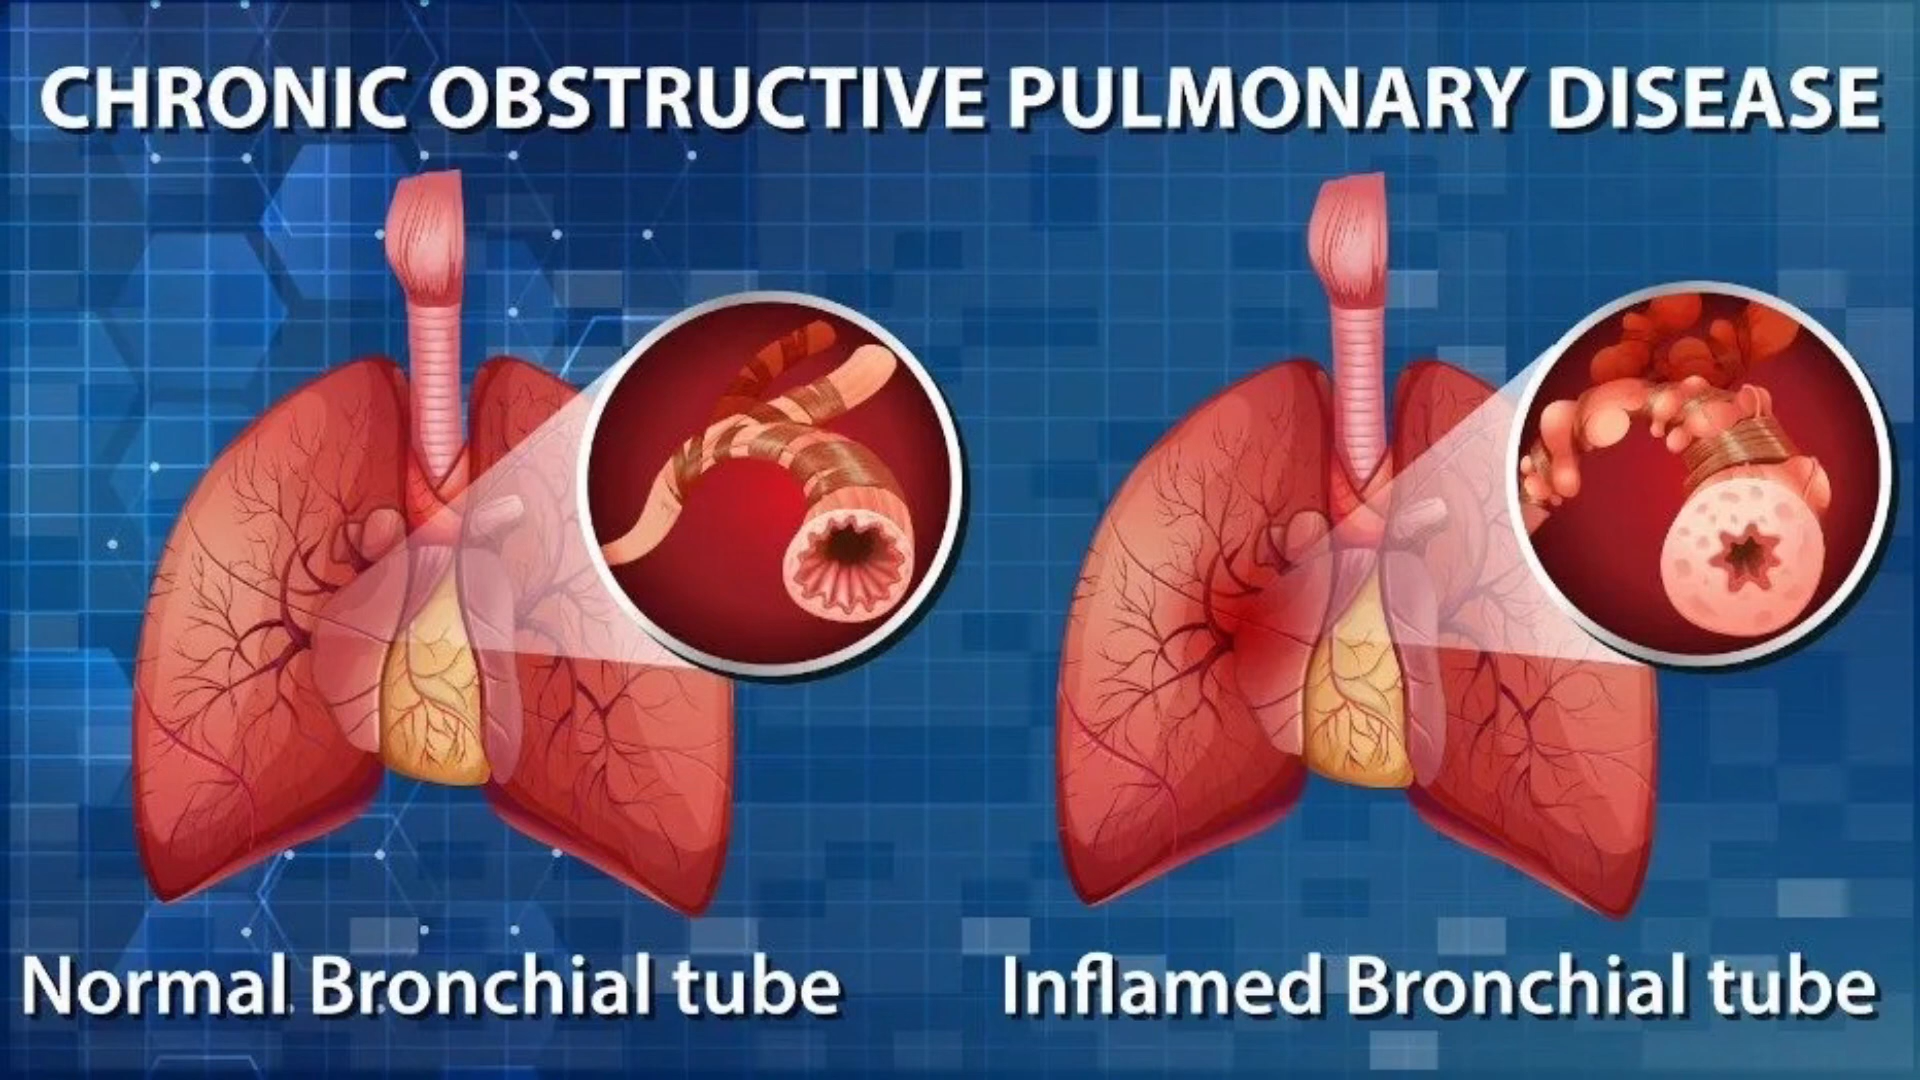 CHRONIC OBSTRUCTIVE PULMONARY DISEASE
Normal Bronchial tube
Inflamed Bronchial tube